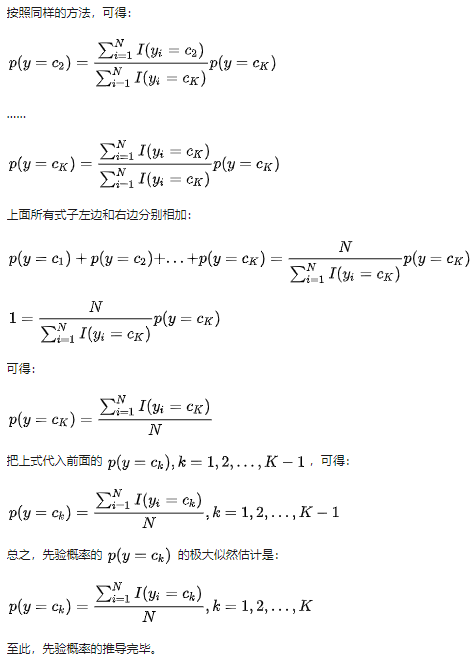 按照同样的方法，可得：
p(y = c_2) = \frac{\sum_{i=1}^{N} I(y_i = c_2)}{\sum_{i-1}^{N} I(y_i = c_K)} p(y = c_K)
......
p(y = c_K) = \frac{\sum_{i=1}^{N} I(y_i = c_K)}{\sum_{i-1}^{N} I(y_i = c_K)} p(y = c_K)
上面所有式子左边和右边分别相加：
p(y = c_1) + p(y = c_2) + ... + p(y = c_K) = \frac{N}{\sum_{i=1}^{N} I(y_i = c_K)} p(y = c_K)
1 = \frac{N}{\sum_{i=1}^{N} I(y_i = c_K)} p(y = c_K)
可得：
p(y = c_K) = \frac{\sum_{i=1}^{N} I(y_i = c_K)}{N}
把上式代入前面的 p(y = c_k), k = 1, 2, ..., K − 1 ，可得：
p(y = c_k) = \frac{\sum_{i-1}^{N} I(y_i = c_k)}{N}, k = 1, 2, ..., K − 1
总之，先验概率的 p(y = c_k) 的极大似然估计是：
p(y = c_k) = \frac{\sum_{i=1}^{N} I(y_i = c_k)}{N}, k = 1, 2, ..., K
至此，先验概率的推导完毕。